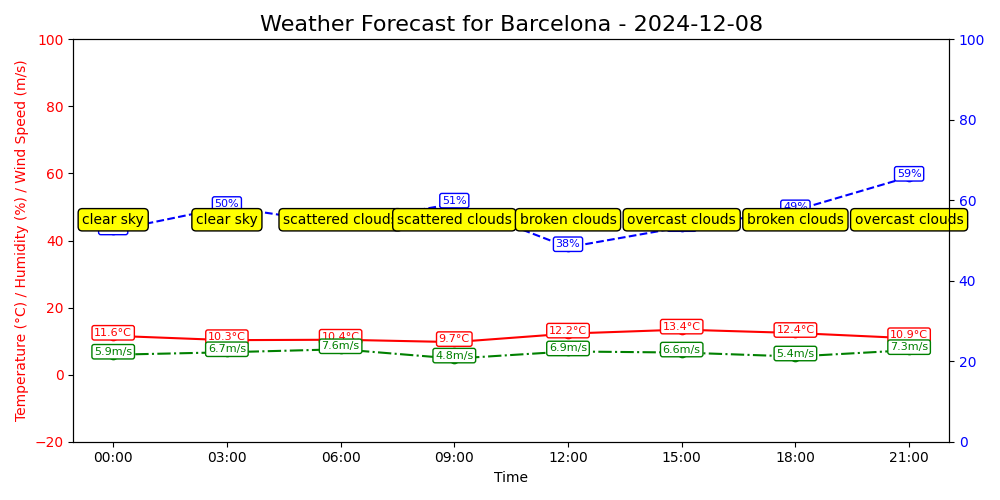 Weather Forecast for Barcelona - 2024-12-08
Temperature (°C) / Humidity (%) / Wind Speed (m/s)
100
80
60
40
20
0
−20
100
80
60
40
20
0
50%
51%
38%
49%
59%
clear sky
clear sky
scattered clouds
scattered clouds
broken clouds
overcast clouds
broken clouds
overcast clouds
11.6°C
10.3°C
10.4°C
9.7°C
12.2°C
13.4°C
12.4°C
10.9°C
5.9m/s
6.7m/s
7.6m/s
4.8m/s
6.9m/s
6.6m/s
5.4m/s
7.3m/s
00:00
03:00
06:00
09:00
12:00
15:00
18:00
21:00
Time